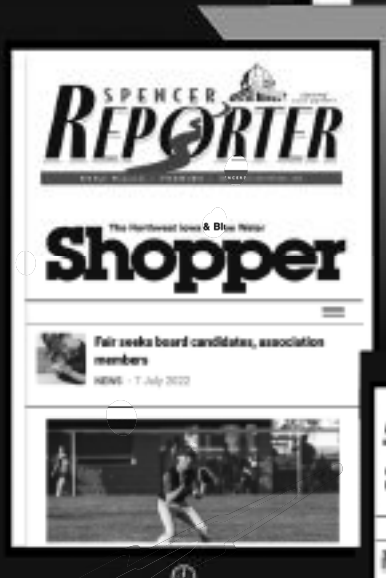 SPENCER
REPORTER
The Northwest Iowa & Blue Water
Shopper
Fair seeks board candidates, association
members
NEWS - 7 July 2022